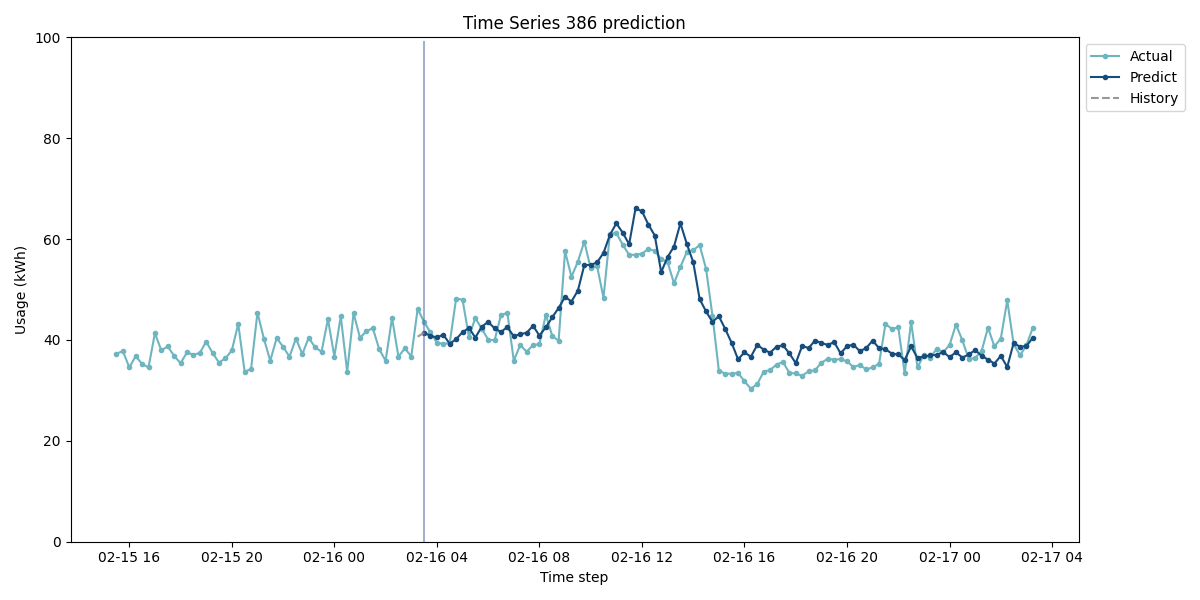 Time Series 386 prediction
Usage (kWh)
100
80
60
40
20
0
02-15 16
02-15 20
02-16 00
02-16 04
02-16 08
02-16 12
02-16 16
02-16 20
02-17 00
02-17 04
Time step
Actual
Predict
History